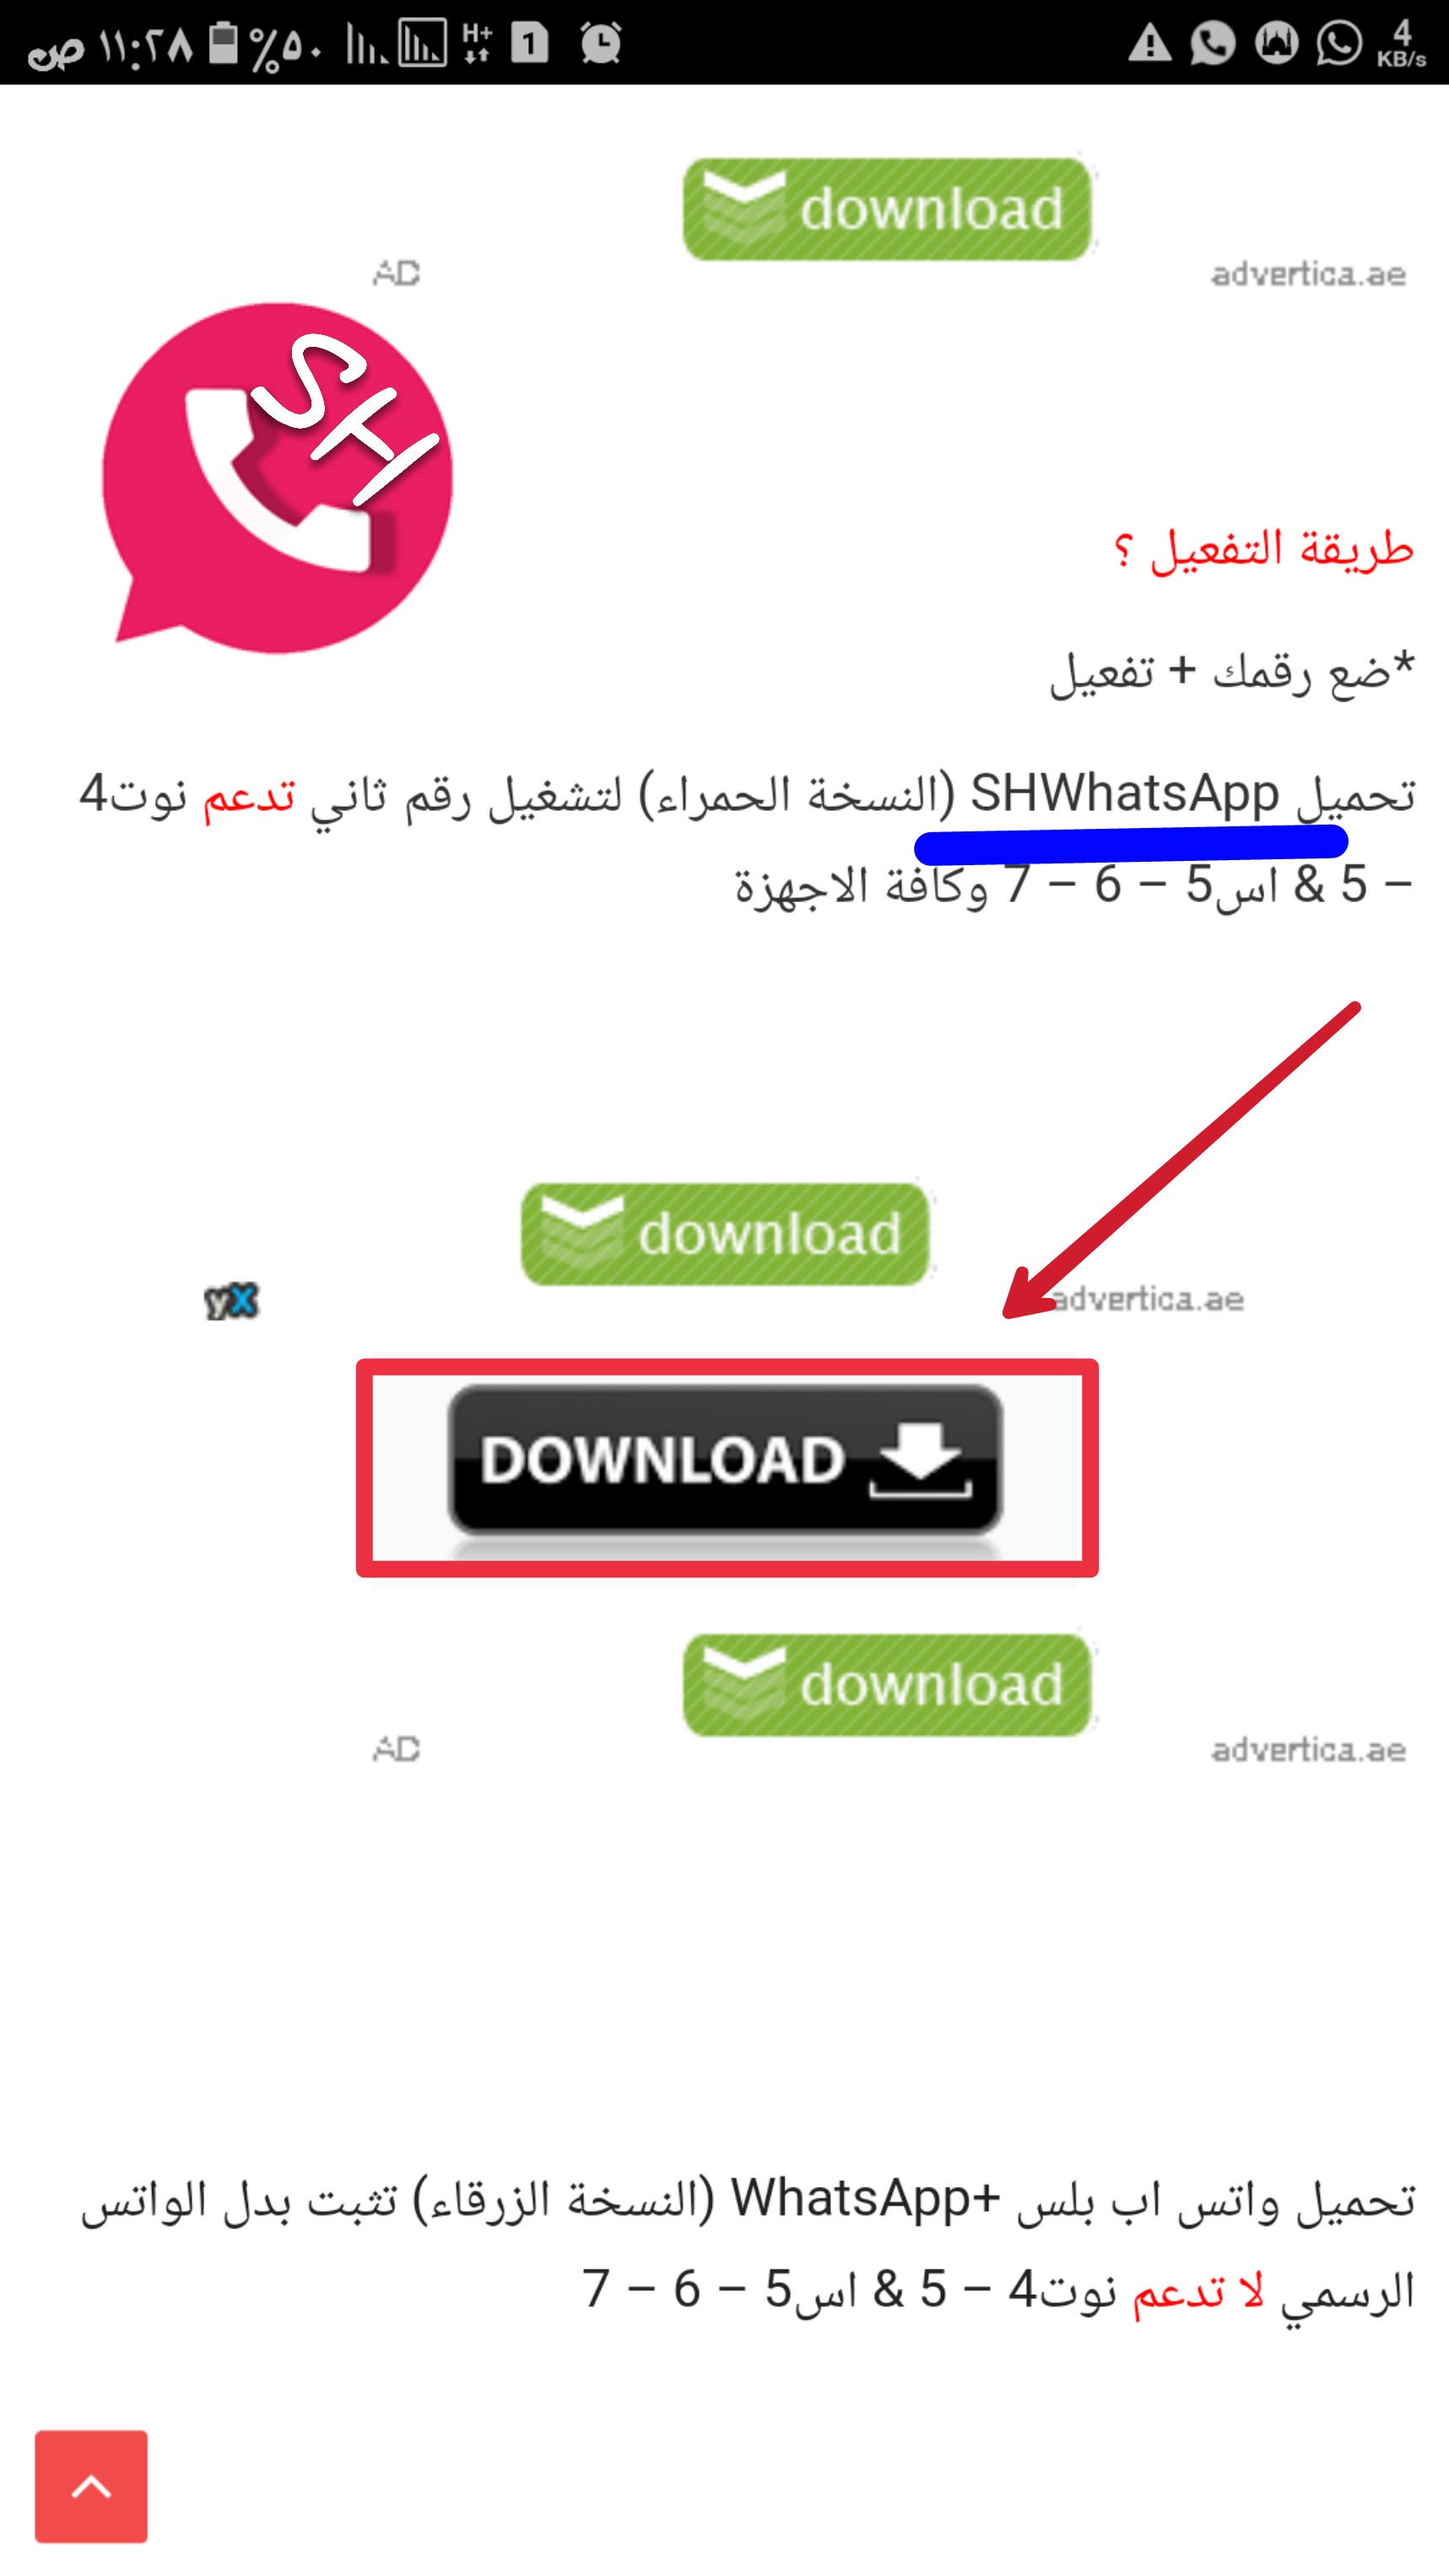 ص ١١:٢٨ %٥٠ H+ 1 4 KB/s
download
AD advertica.ae
SH
طريقة التفعيل ؟
*ضع رقمك + تفعيل
تحميل SHWhatsApp (النسخة الحمراء) لتشغيل رقم ثاني تدعم نوت4
– 5 & اس5 – 6 – 7 وكافة الاجهزة
download
yX advertica.ae
DOWNLOAD
download
AD advertica.ae
تحميل واتس اب بلس +WhatsApp (النسخة الزرقاء) تثبت بدل الواتس
الرسمي لا تدعم نوت4 – 5 & اس5 – 6 – 7